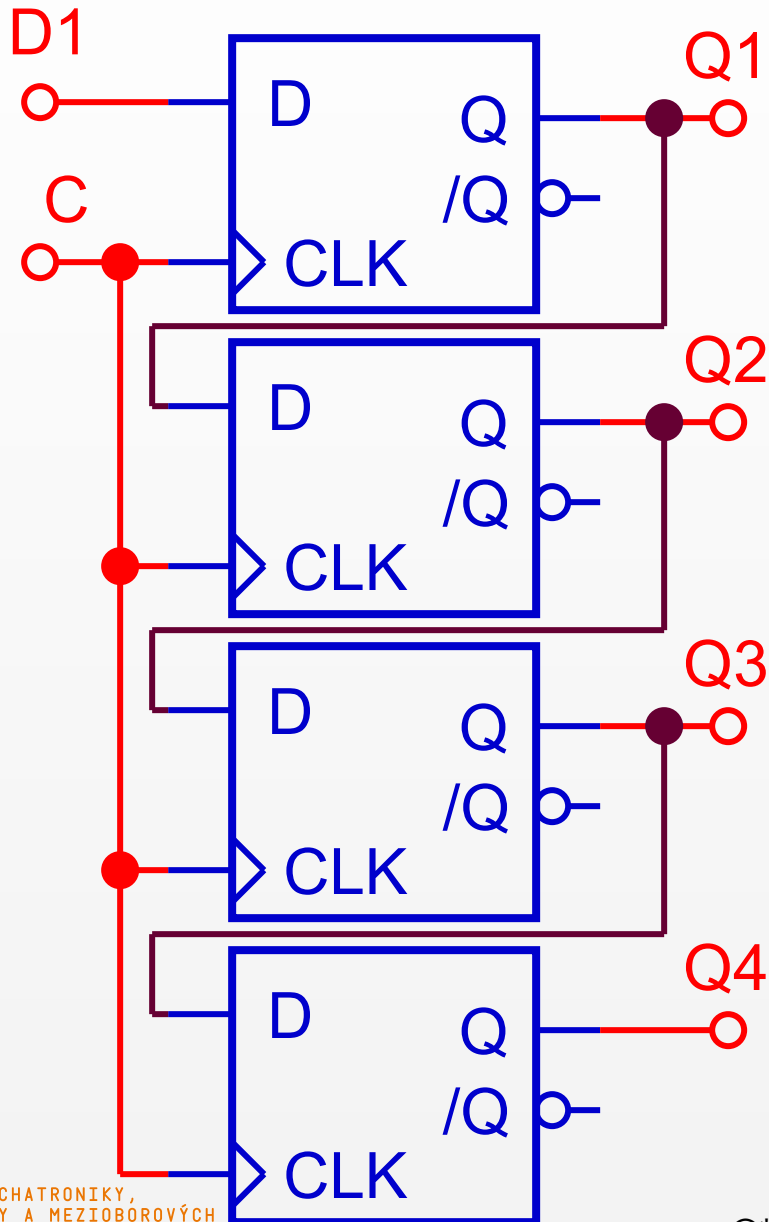 D1
Q1
D
Q
C
/Q
CLK
Q2
D
Q
/Q
CLK
Q3
D
Q
/Q
CLK
Q4
D
Q
/Q
CLK
CHATRONIKY,
Y A MEZIOBOROVÝCH